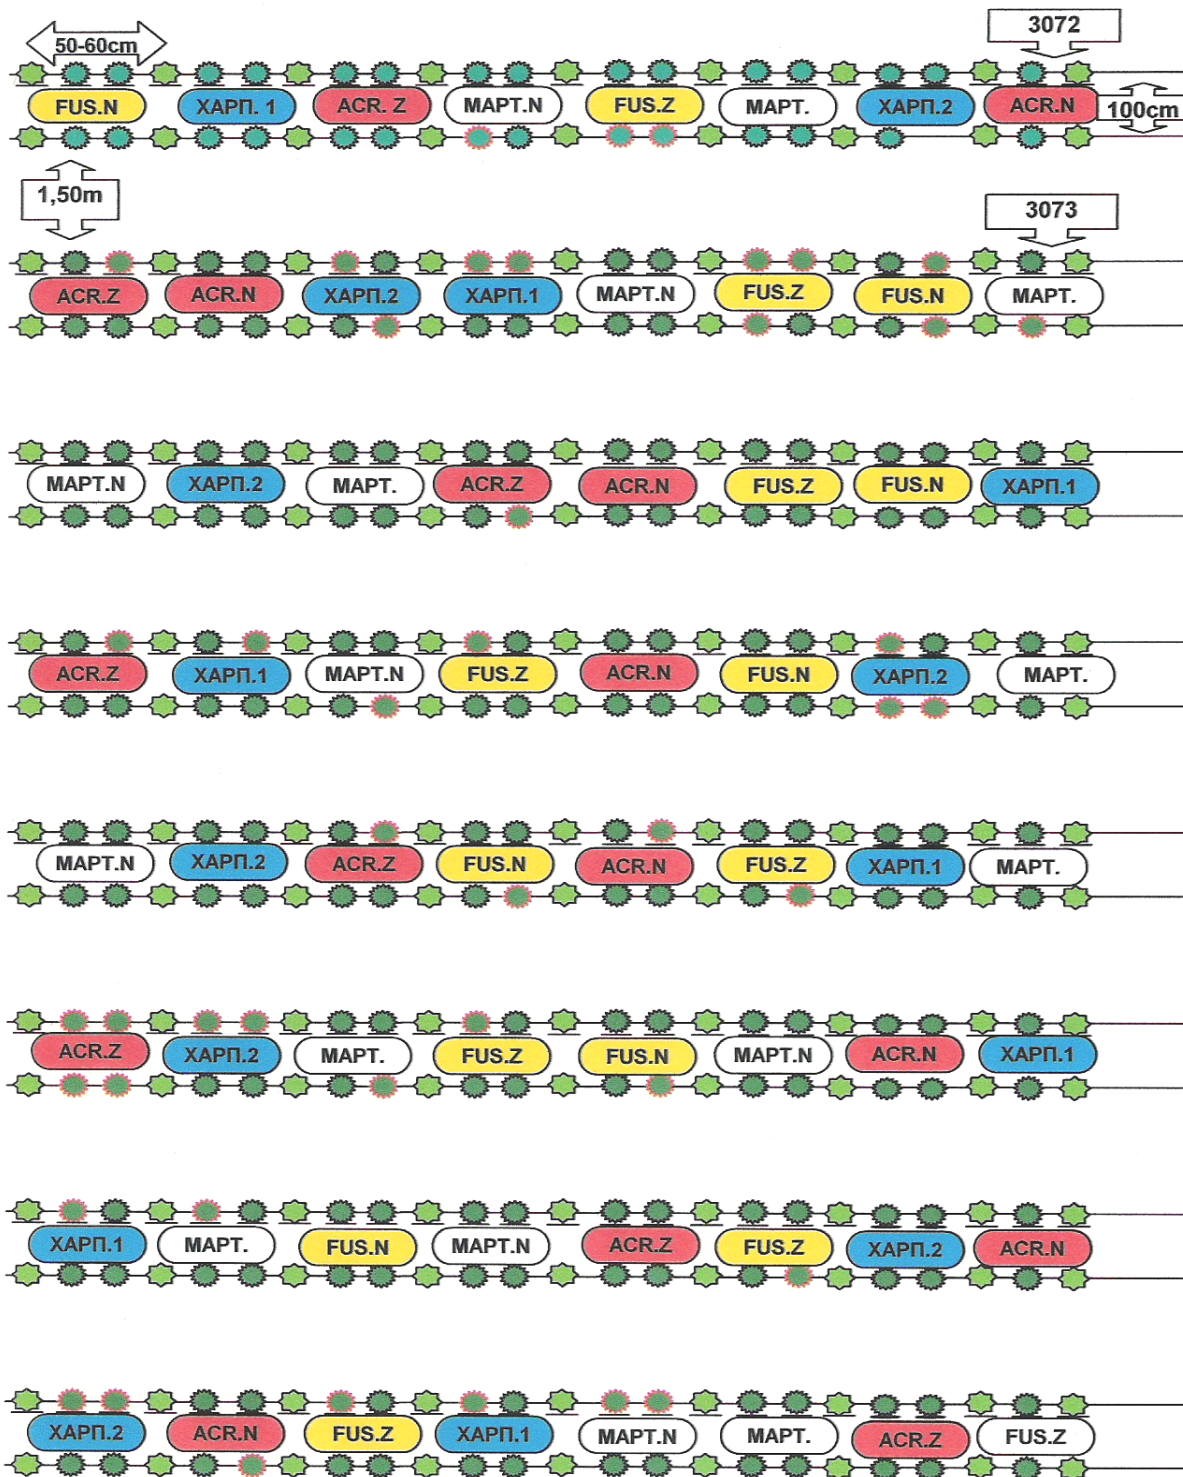 3072
50-60cm
FUS.N ХАРП. 1 ACR. Z МАРТ.N FUS.Z МАРТ. ХАРП.2 ACR.N 100cm
1,50m
3073
ACR.Z ACR.N ХАРП.2 ХАРП.1 МАРТ.N FUS.Z FUS.N МАРТ.
МАРТ.N ХАРП.2 МАРТ. ACR.Z ACR.N FUS.Z FUS.N ХАРП.1
ACR.Z ХАРП.1 МАРТ.N FUS.Z ACR.N FUS.N ХАРП.2 МАРТ.
МАРТ.N ХАРП.2 ACR.Z FUS.N ACR.N FUS.Z ХАРП.1 МАРТ.
ACR.Z ХАРП.2 МАРТ. FUS.Z FUS.N МАРТ.N ACR.N ХАРП.1
ХАРП.1 МАРТ. FUS.N МАРТ.N ACR.Z FUS.Z ХАРП.2 ACR.N
ХАРП.2 ACR.N FUS.Z ХАРП.1 МАРТ.N МАРТ. ACR.Z FUS.Z